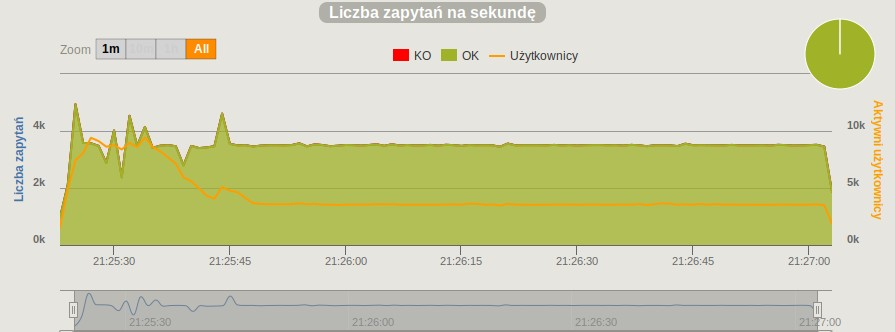 Liczba zapytań na sekundę
Zoom 1m All
KO OK Użytkownicy
Liczba zapytań
4k
2k
0k
10k
5k
0k
Aktywni użytkownicy
21:25:30 21:25:45 21:26:00 21:26:15 21:26:30 21:26:45 21:27:00
21:25:30 21:26:00 21:26:30 21:27:00